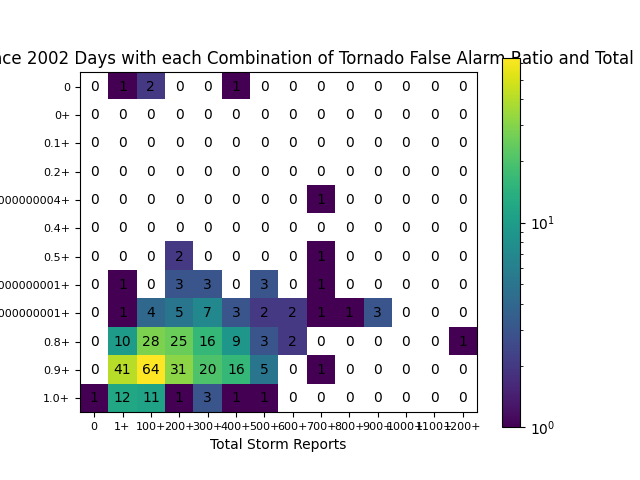 nce 2002 Days with each Combination of Tornado False Alarm Ratio and Total
0 0 1 2 0 0 1 0 0 0 0 0 0 0 0
0+ 0 0 0 0 0 0 0 0 0 0 0 0 0 0
0.1+ 0 0 0 0 0 0 0 0 0 0 0 0 0 0
0.2+ 0 0 0 0 0 0 0 0 0 0 0 0 0 0
000000004+ 0 0 0 0 0 0 0 0 1 0 0 0 0 0
0.4+ 0 0 0 0 0 0 0 0 0 0 0 0 0 0
0.5+ 0 0 0 2 0 0 0 0 1 0 0 0 0 0
000000001+ 0 1 0 3 3 0 3 0 1 0 0 0 0 0
000000001+ 0 1 4 5 7 3 2 2 1 1 3 0 0 0
0.8+ 0 10 28 25 16 9 3 2 0 0 0 0 0 1
0.9+ 0 41 64 31 20 16 5 0 1 0 0 0 0 0
1.0+ 1 12 11 1 3 1 1 0 0 0 0 0 0 0
0 1+ 100+ 200+ 300+ 400+ 500+ 600+ 700+ 800+ 900+ 1000+ 1100+ 1200+
Total Storm Reports
10¹
10⁰